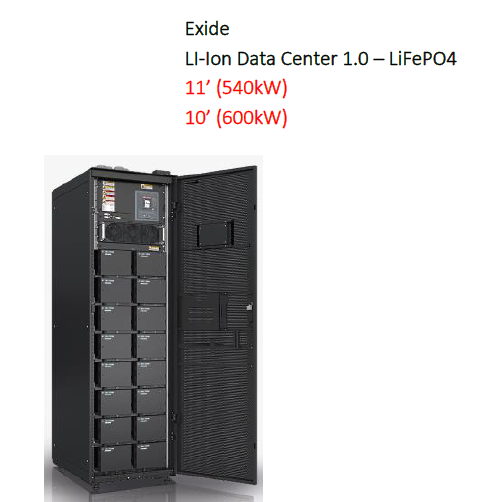 Exide
LI-Ion Data Center 1.0 – LiFePO4
11’ (540kW)
10’ (600kW)